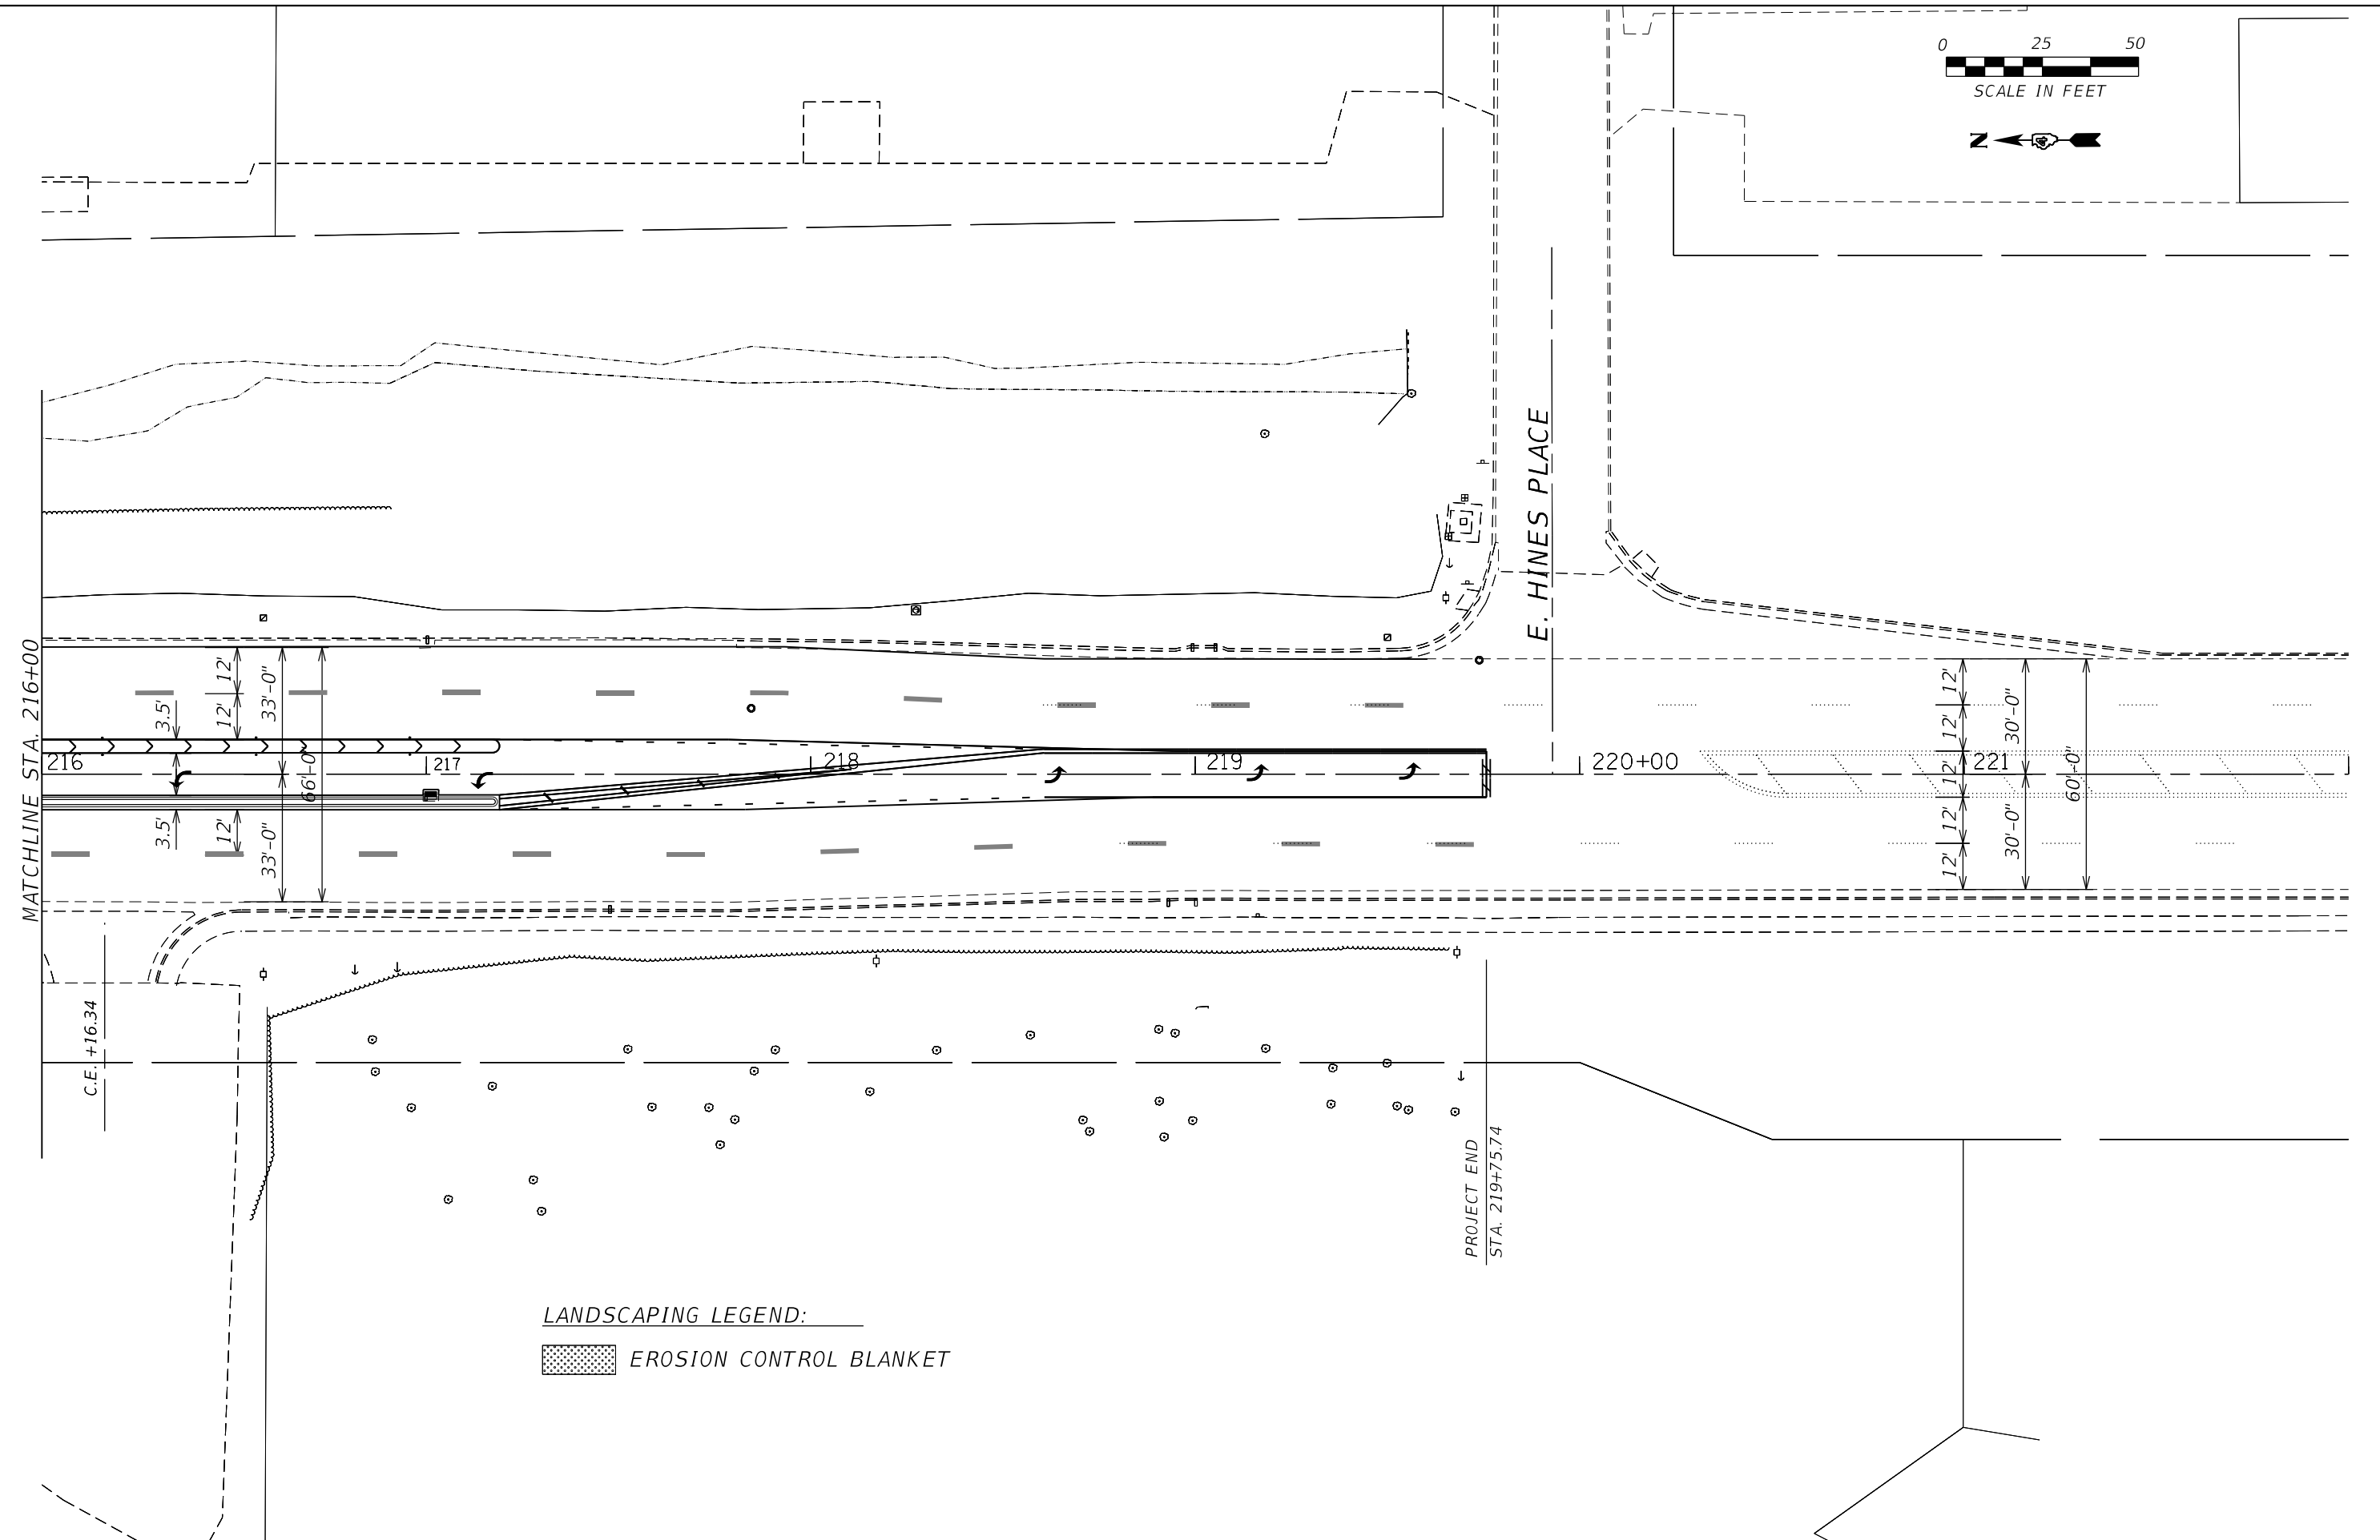 0 25 50
SCALE IN FEET
N
E. HINES PLACE
MATCHLINE STA. 216+00
12'
12'
3.5'
33'-0"
66'-0"
3.5'
12'
33'-0"
216
217
218
219
220+00
221
12'
12'
12'
12'
12'
30'-0"
30'-0"
60'-0"
C.E. +16.34
PROJECT END
STA. 219+75.74
LANDSCAPING LEGEND:
EROSION CONTROL BLANKET